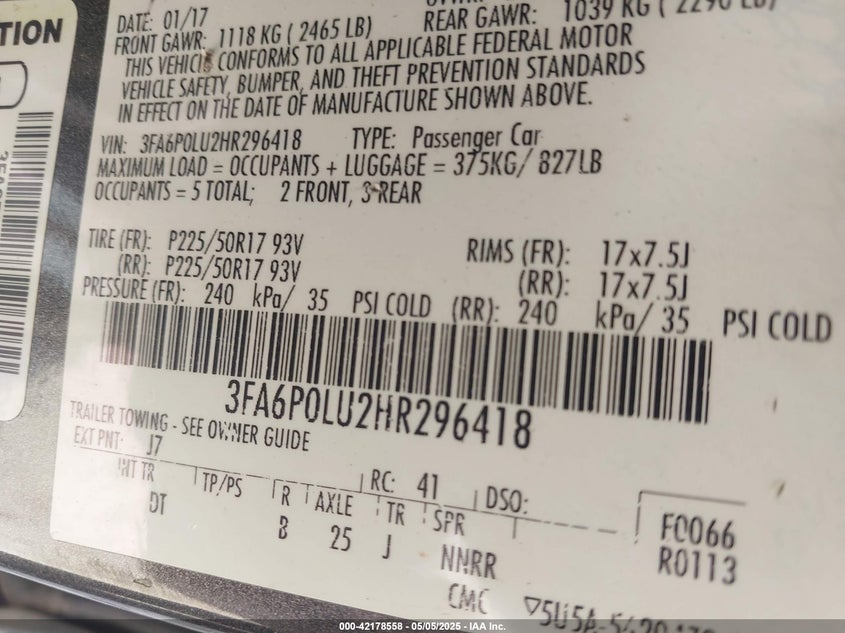 TION
DATE: 01/17
FRONT GAWR: 1118 KG ( 2465 LB)
REAR GAWR: 1039 KG ( 2290 LB)
THIS VEHICLE CONFORMS TO ALL APPLICABLE FEDERAL MOTOR
VEHICLE SAFETY, BUMPER, AND THEFT PREVENTION STANDARDS
IN EFFECT ON THE DATE OF MANUFACTURE SHOWN ABOVE.
VIN: 3FA6P0LU2HR296418 TYPE: Passenger Car
MAXIMUM LOAD = OCCUPANTS + LUGGAGE = 375KG/ 827LB
OCCUPANTS = 5 TOTAL; 2 FRONT, 3-REAR
TIRE (FR): P225/50R17 93V RIMS (FR): 17x7.5J
(RR): P225/50R17 93V (RR): 17x7.5J
PRESSURE (FR): 240 kPa/ 35 PSI COLD (RR): 240 kPa/ 35 PSI COLD
3FA6P0LU2HR296418
TRAILER TOWING - SEE OWNER GUIDE
EXT PNT: J7 RC: 41 DSO:
INT TR TP/PS R AXLE TR SPR
DT B 25 J NNRR
F0066
R0113
CMC
000-42178558 - 05/05/2025 - IAA Inc.